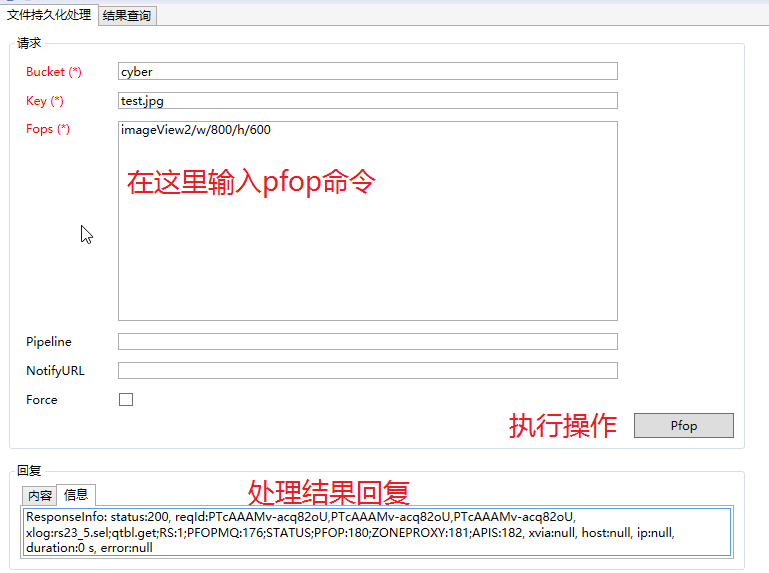 文件持久化处理 结果查询
请求
Bucket (*) cyber
Key (*) test.jpg
Fops (*) imageView2/w/800/h/600
在这里输入pfop命令
Pipeline
NotifyURL
Force
执行操作 Pfop
回复
处理结果回复
内容 信息
ResponseInfo: status:200, reqId:PTcAAAMv-acq82oU,PTcAAAMv-acq82oU,PTcAAAMv-acq82oU,
xlog:rs23_5.sel;qtbl.get;RS:1;PFOPMQ:176;STATUS;PFOP:180;ZONEPROXY:181;APIS:182, xvia:null, host:null, ip:null,
duration:0 s, error:null